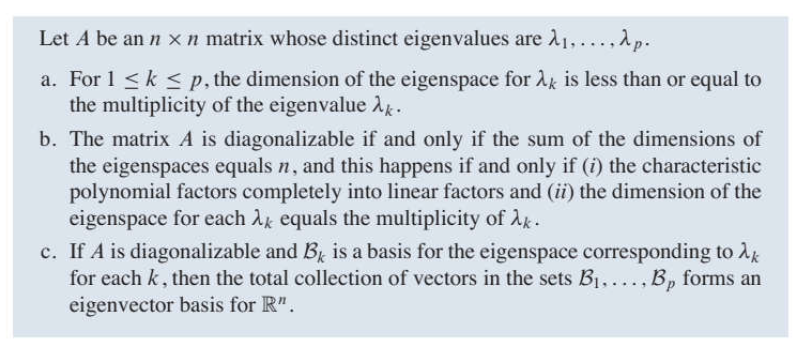 Let A be an n × n matrix whose distinct eigenvalues are λ₁, . . . , λₚ.
a. For 1 ≤ k ≤ p, the dimension of the eigenspace for λₖ is less than or equal to
the multiplicity of the eigenvalue λₖ.
b. The matrix A is diagonalizable if and only if the sum of the dimensions of
the eigenspaces equals n, and this happens if and only if (i) the characteristic
polynomial factors completely into linear factors and (ii) the dimension of the
eigenspace for each λₖ equals the multiplicity of λₖ.
c. If A is diagonalizable and Bₖ is a basis for the eigenspace corresponding to λₖ
for each k, then the total collection of vectors in the sets B₁, . . . , Bₚ forms an
eigenvector basis for ℝⁿ.